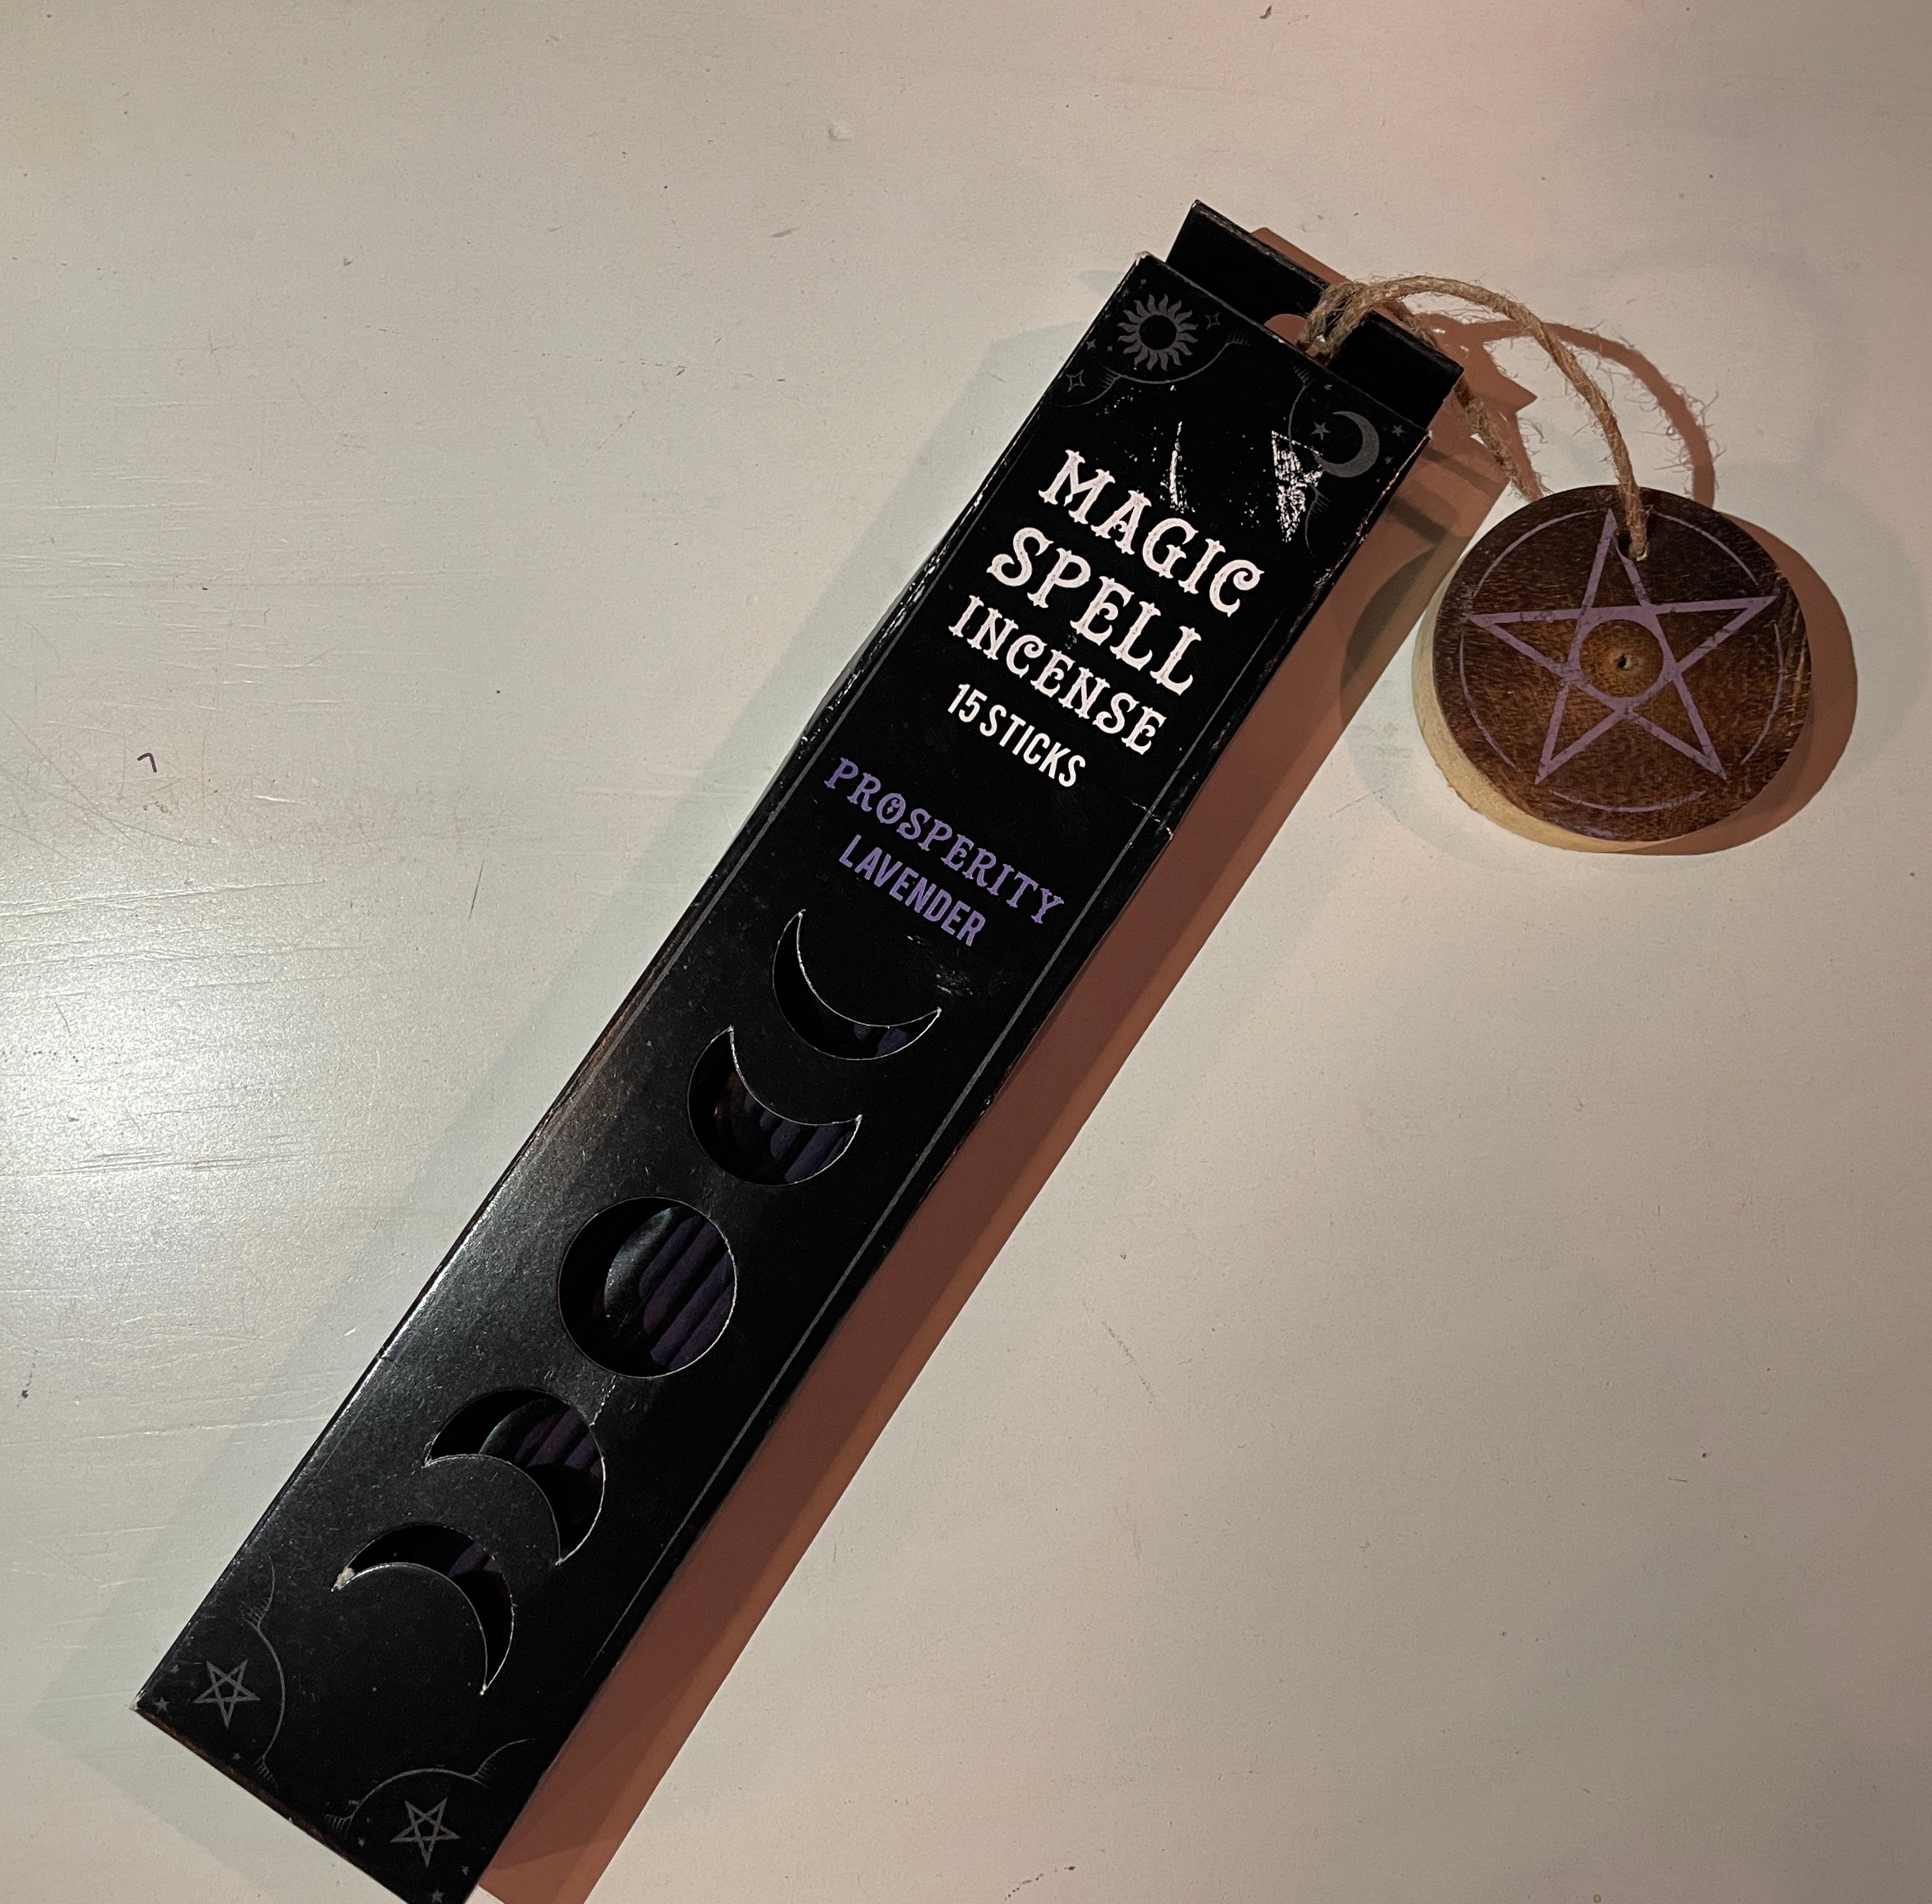 MAGIC
SPELL
INCENSE
15 STICKS
PROSPERITY
LAVENDER